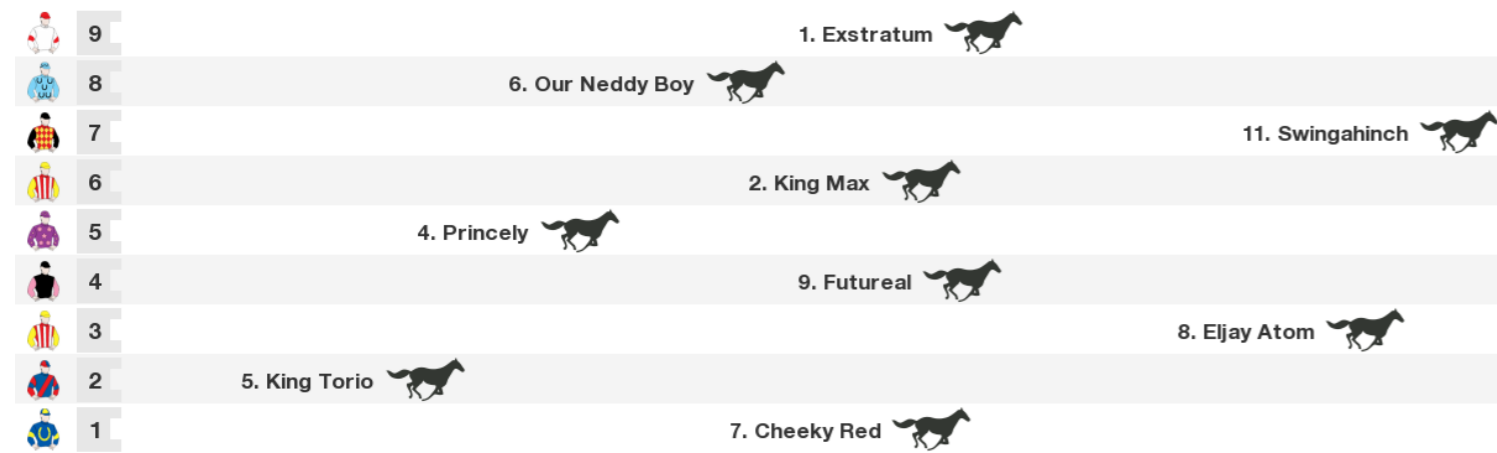 9 1. Exstratum
8 6. Our Neddy Boy
7 11. Swingahinch
6 2. King Max
5 4. Princely
4 9. Futureal
3 8. Eljay Atom
2 5. King Torio
1 7. Cheeky Red